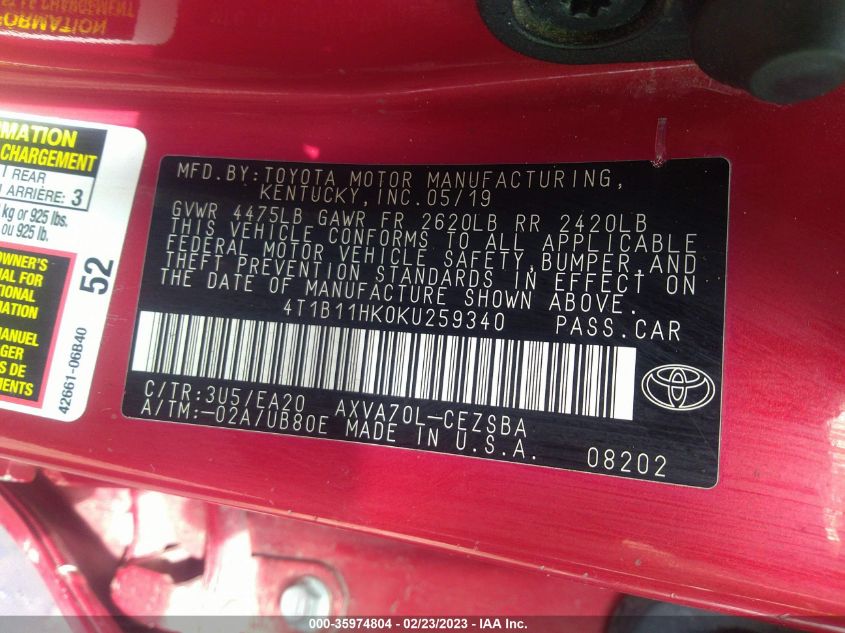 RMATION
CHARGEMENT
REAR
ARRIÈRE: 3
kg or 925 lbs.
ou 925 lb.
OWNER'S
FOR
52
MANUEL
DE
42661-06B40
MFD.BY:TOYOTA MOTOR MANUFACTURING,
KENTUCKY, INC.05/19
GVWR 4475LB GAWR FR 2620LB RR 2420LB
THIS VEHICLE CONFORMS TO ALL APPLICABLE
FEDERAL MOTOR VEHICLE SAFETY,BUMPER,AND
THEFT PREVENTION STANDARDS IN EFFECT ON
THE DATE OF MANUFACTURE SHOWN ABOVE.
4T1B11HK0KU259340 PASS.CAR
C/TR:3U5/EA20 AXVA70L-CEZSBA
A/TM:-02A/UB80E MADE IN U.S.A.
08202
000-35974804 / 02/23/2023 - IAA Inc.